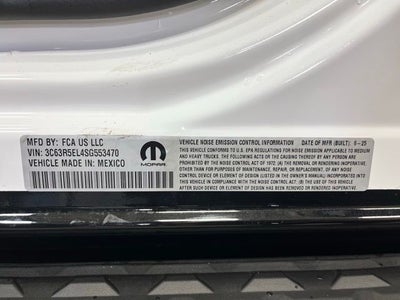 MFD BY: FCA US LLC
VIN: 3C63R5EL4SG553470
VEHICLE MADE IN: MEXICO
MOPAR
VEHICLE NOISE EMISSION CONTROL INFORMATION DATE OF MFR (BUILT): 6-25
THIS VEHICLE CONFORMS TO U.S. EPA REGULATIONS FOR NOISE EMISSION APPLICABLE TO MEDIUM
AND HEAVY TRUCKS. THE FOLLOWING ACTS OR THE CAUSING THEREOF BY ANY PERSON ARE
PROHIBITED BY THE NOISE CONTROL ACT OF 1972: (A) THE REMOVAL OR RENDERING INOPERATIVE,
OTHER THAN FOR PURPOSES OF MAINTENANCE, REPAIR, OR REPLACEMENT, OF ANY NOISE
CONTROL DEVICE OR ELEMENT OF DESIGN (LISTED IN THE
OWNER'S MANUAL) INCORPORATED INTO THIS VEHICLE IN COMPLIANCE WITH THE NOISE CONTROL ACT; (B) THE USE OF THIS VEHICLE
AFTER SUCH DEVICE OR ELEMENT OF DESIGN HAS BEEN REMOVED OR RENDERED INOPERATIVE.